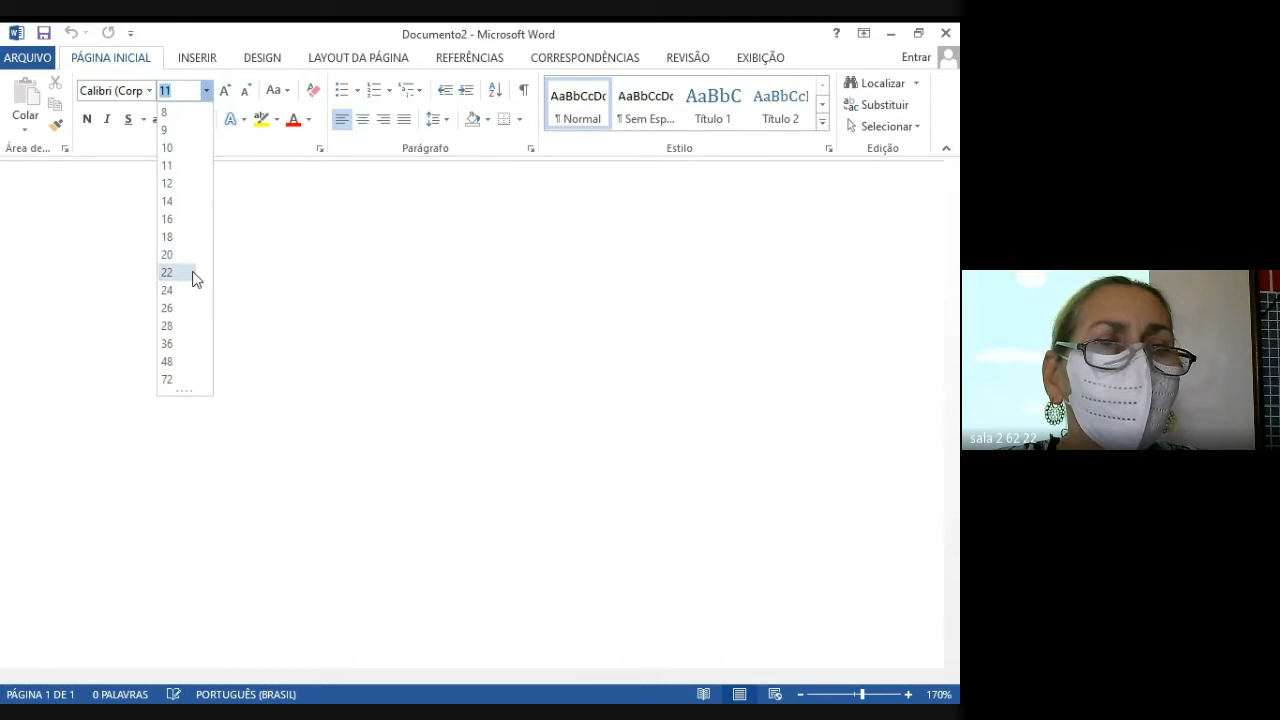 Documento2 - Microsoft Word
?
ARQUIVO PÁGINA INICIAL INSERIR DESIGN LAYOUT DA PÁGINA REFERÊNCIAS CORRESPONDÊNCIAS REVISÃO EXIBIÇÃO Entrar
Calibri (Corp 11 A A Aa AaBbCcDc AaBbCcDc AaBbC AaBbCcl Localizar
Substituir
Colar N I S A A ¶ Normal ¶ Sem Esp... Título 1 Título 2 Selecionar
Área de... Parágrafo Estilo Edição
8
9
10
11
12
14
16
18
20
22
24
26
28
36
48
72
sala 2 62 22
PÁGINA 1 DE 1 0 PALAVRAS PORTUGUÊS (BRASIL) 170%